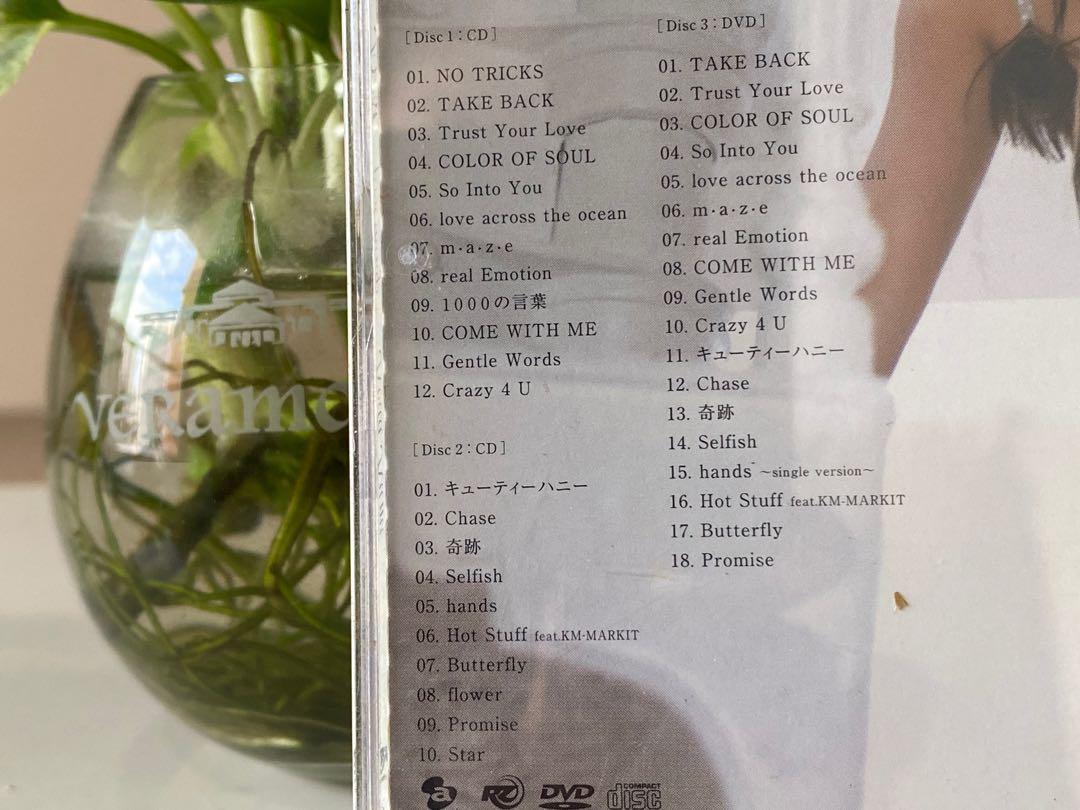 [Disc 1:CD]
01. NO TRICKS
02. TAKE BACK
03. Trust Your Love
04. COLOR OF SOUL
05. So Into You
06. love across the ocean
07. m・a・z・e
08. real Emotion
09. 1000の言葉
10. COME WITH ME
11. Gentle Words
12. Crazy 4 U
[Disc 2:CD]
01. キューティーハニー
02. Chase
03. 奇跡
04. Selfish
05. hands
06. Hot Stuff feat.KM-MARKIT
07. Butterfly
08. flower
09. Promise
10. Star
[Disc 3:DVD]
01. TAKE BACK
02. Trust Your Love
03. COLOR OF SOUL
04. So Into You
05. love across the ocean
06. m・a・z・e
07. real Emotion
08. COME WITH ME
09. Gentle Words
10. Crazy 4 U
11. キューティーハニー
12. Chase
13. 奇跡
14. Selfish
15. hands ~single version~
16. Hot Stuff feat.KM-MARKIT
17. Butterfly
18. Promise
a RZ DVD COMPACT disc